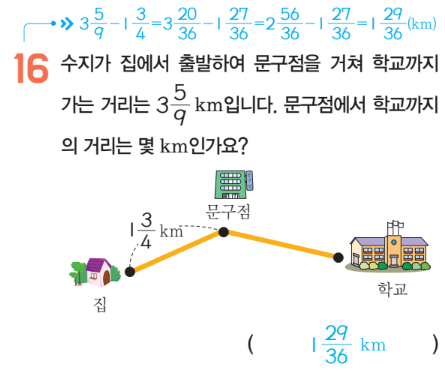 » 3 5/9 - 1 3/4 = 3 20/36 - 1 27/36 = 2 56/36 - 1 27/36 = 1 29/36 (km)
16 수지가 집에서 출발하여 문구점을 거쳐 학교까지
가는 거리는 3 5/9 km입니다. 문구점에서 학교까지
의 거리는 몇 km인가요?
문구점
1 3/4 km
집
학교
( 1 29/36 km )